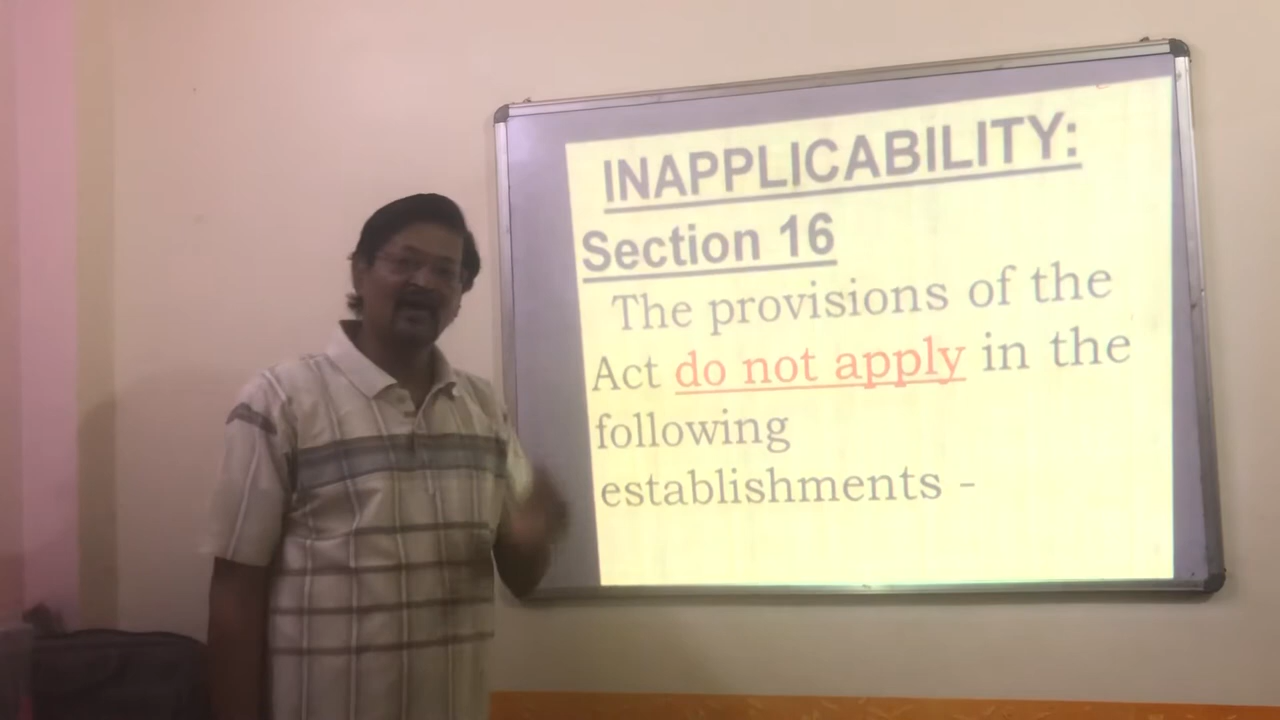 INAPPLICABILITY:
Section 16
The provisions of the
Act do not apply in the
following
establishments -